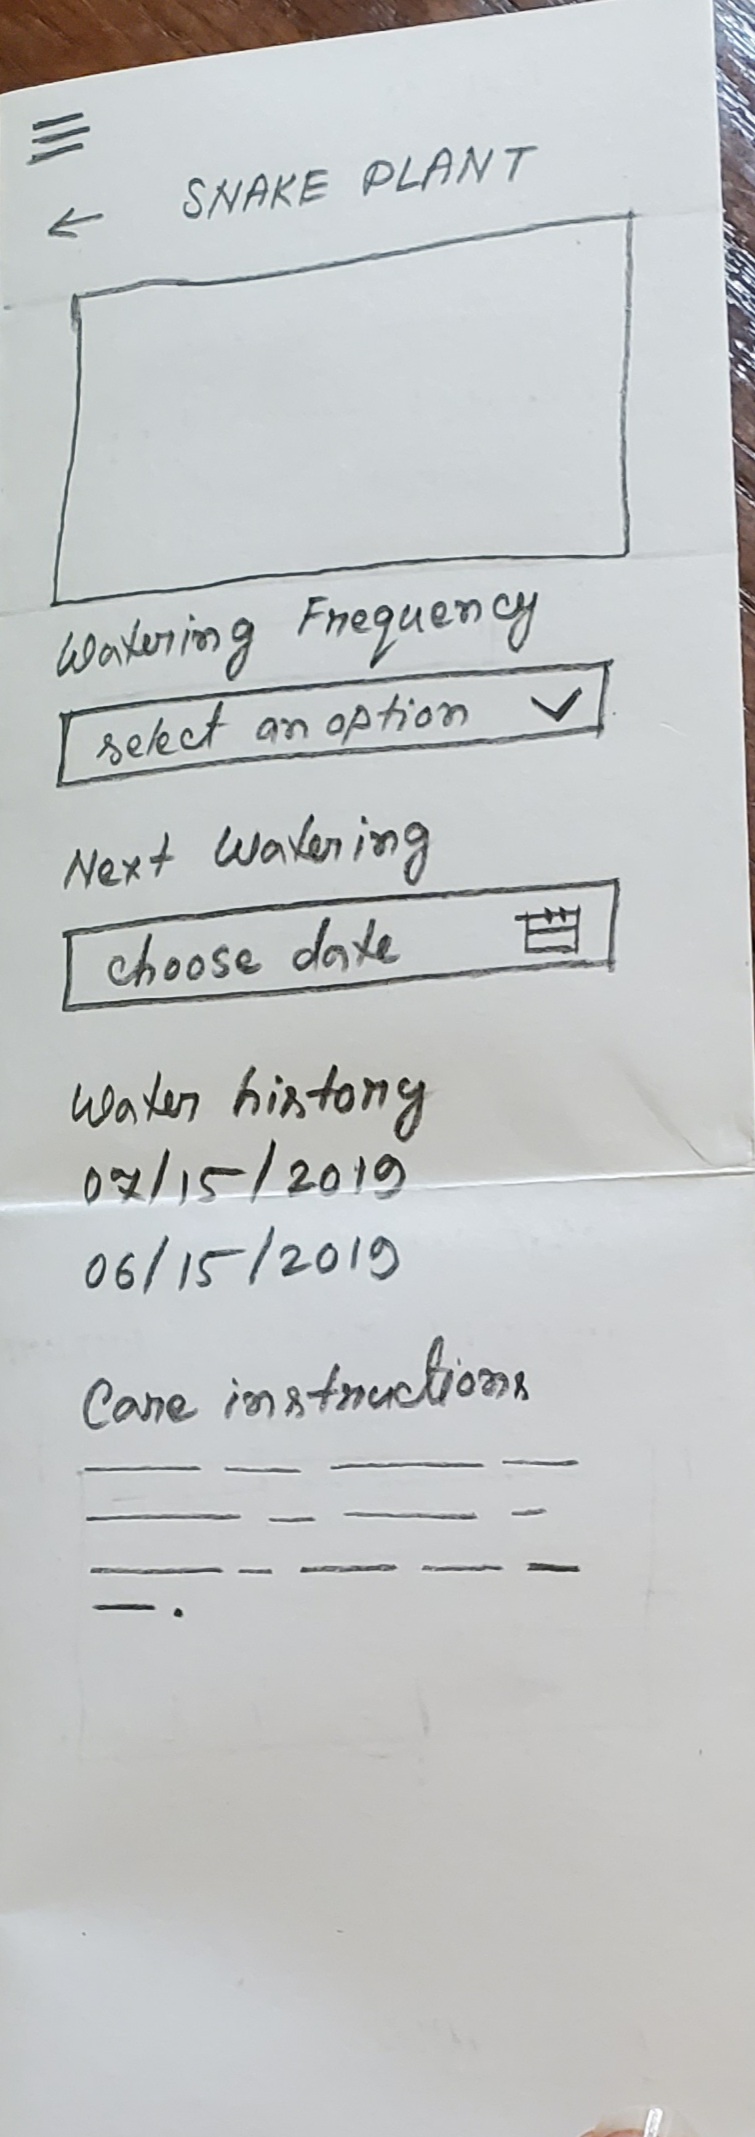 SNAKE PLANT
Watering Frequency
select an option
Next Watering
choose date
Water history
07/15/2019
06/15/2019
Care instructions